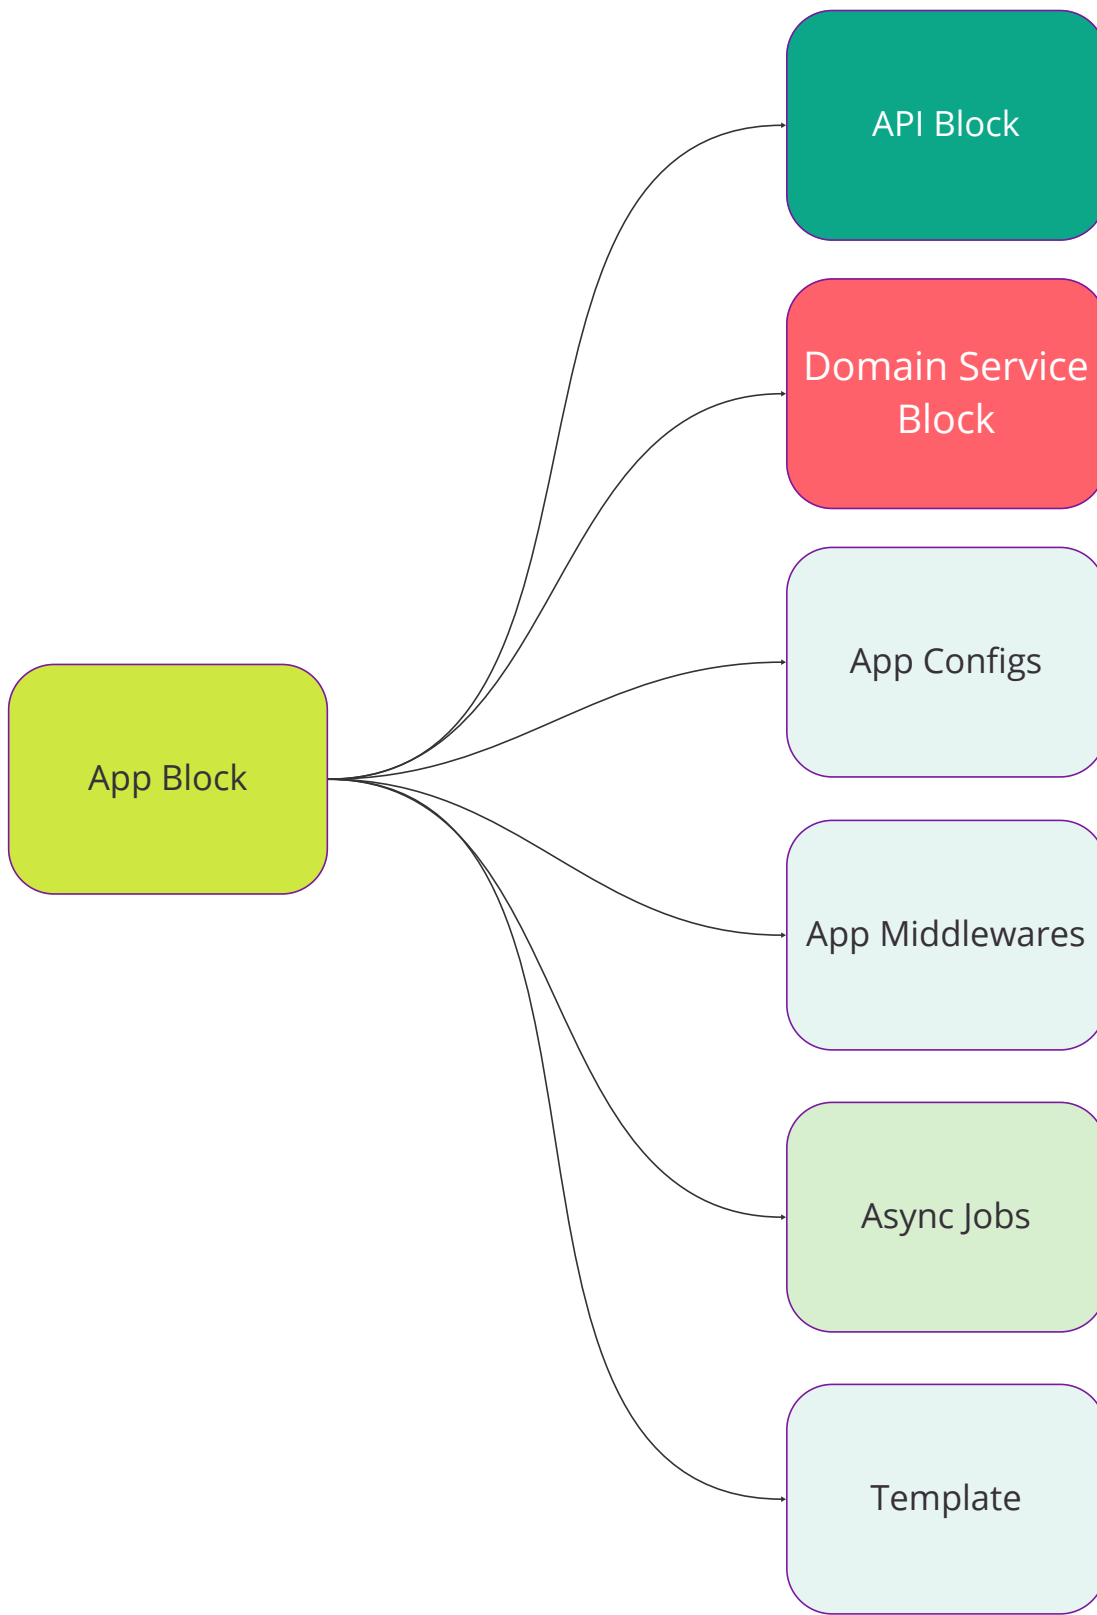 API Block
Domain Service
Block
App Configs
App Block
App Middlewares
Async Jobs
Template